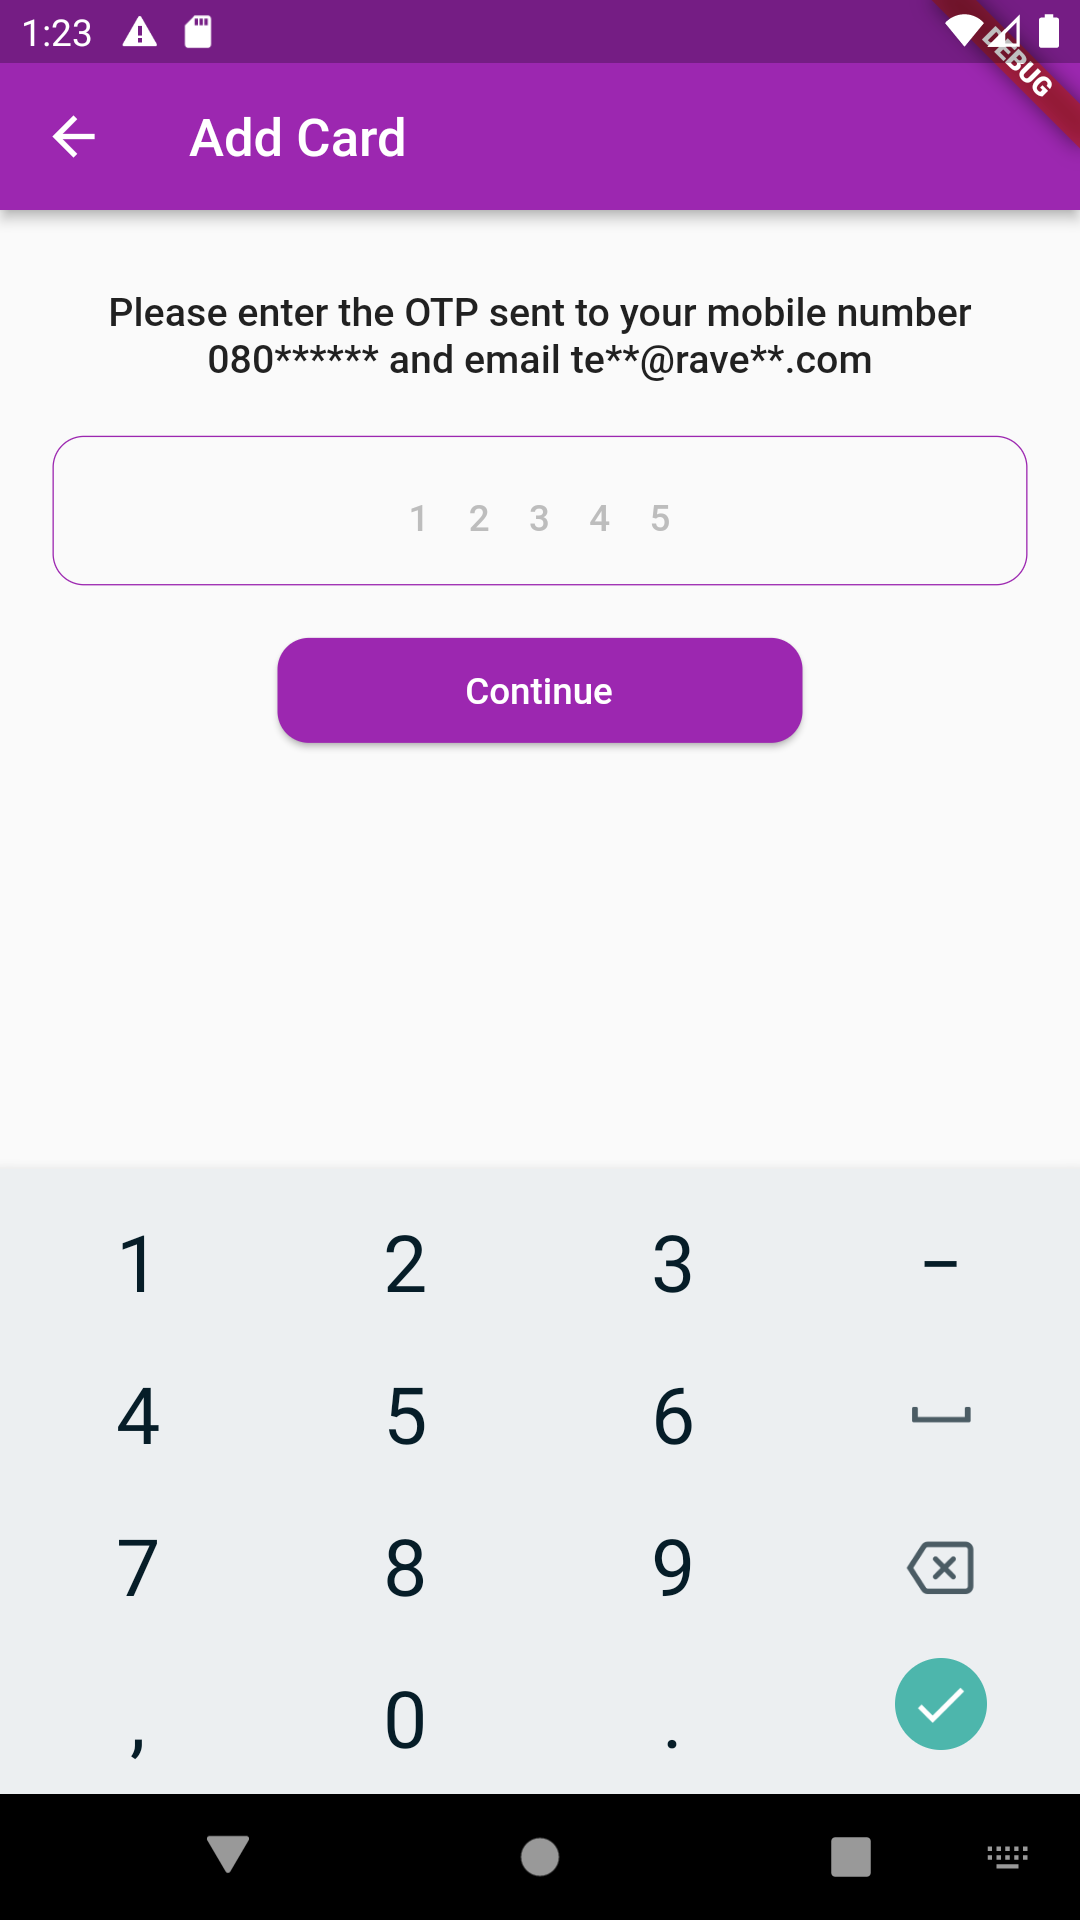 1:23
DEBUG
Add Card
Please enter the OTP sent to your mobile number
080****** and email te**@rave**.com
1 2 3 4 5
Continue
1 2 3 –
4 5 6
7 8 9
, 0 .